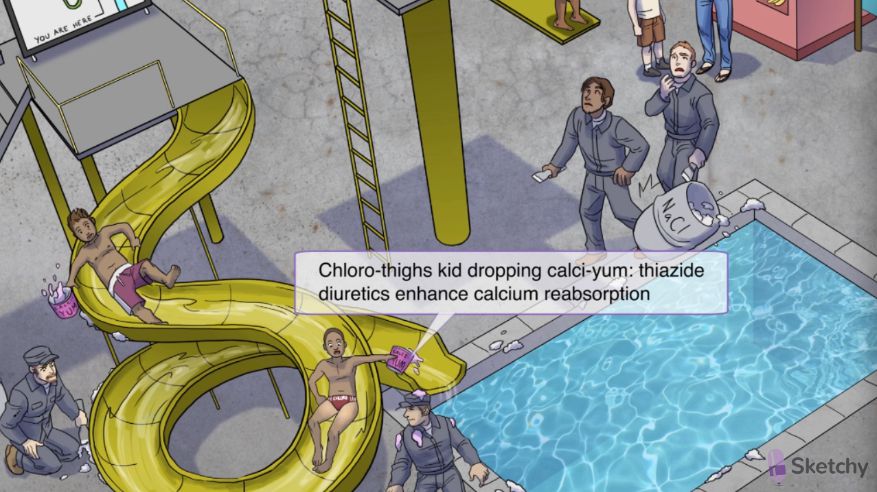 YOU ARE HERE
NaCl
Chloro-thighs kid dropping calci-yum: thiazide
diuretics enhance calcium reabsorption
Sketchy